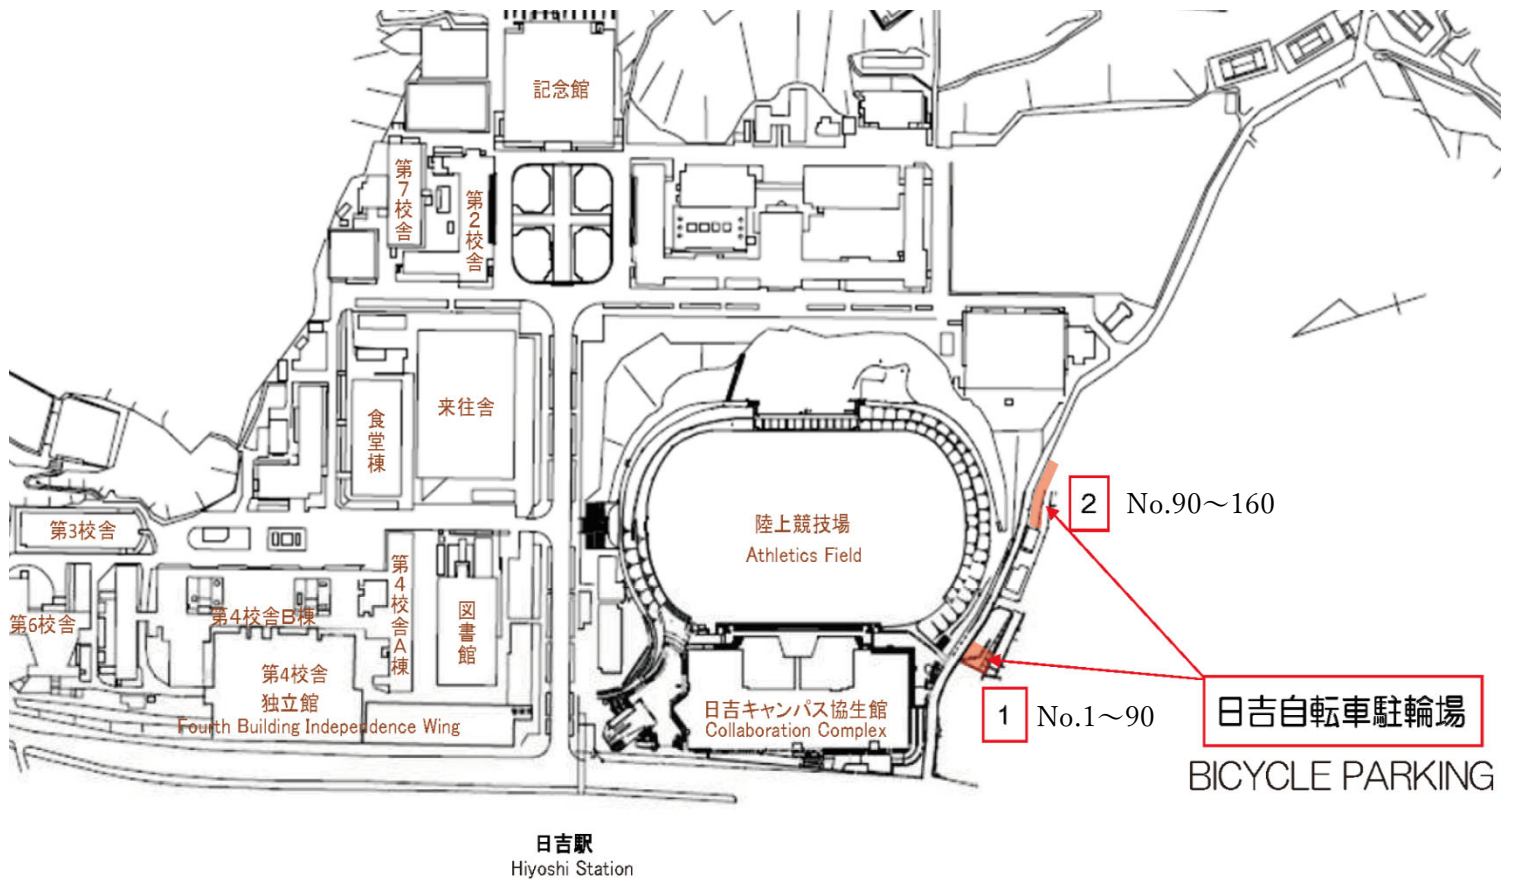 記念館
第7校舎
第2校舎
来往舎
食堂棟
第3校舎
陸上競技場
Athletics Field
2 No.90～160
第4校舎A棟
図書館
第6校舎
第4校舎B棟
第4校舎
独立館
Fourth Building Independence Wing
日吉キャンパス協生館
Collaboration Complex
1 No.1～90
日吉自転車駐輪場
BICYCLE PARKING
日吉駅
Hiyoshi Station